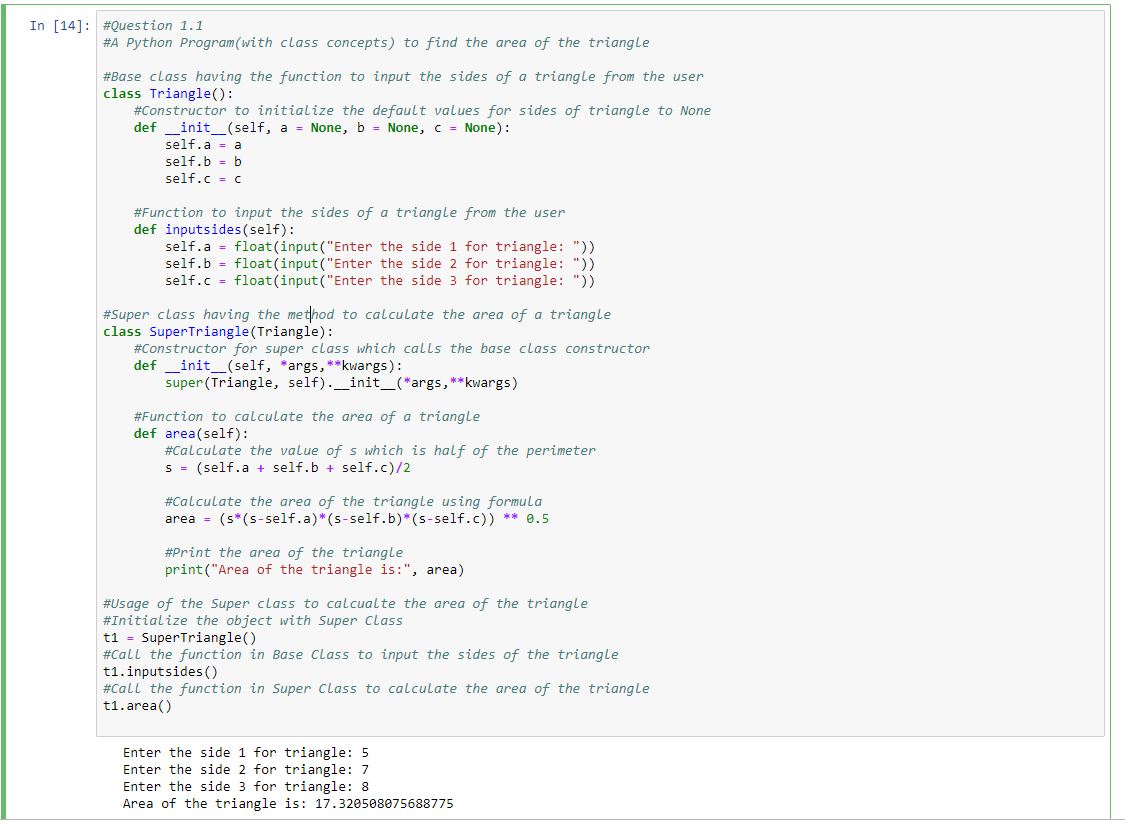 In [14]: #Question 1.1
#A Python Program(with class concepts) to find the area of the triangle

#Base class having the function to input the sides of a triangle from the user
class Triangle():
    #Constructor to initialize the default values for sides of triangle to None
    def __init__(self, a = None, b = None, c = None):
        self.a = a
        self.b = b
        self.c = c

    #Function to input the sides of a triangle from the user
    def inputsides(self):
        self.a = float(input("Enter the side 1 for triangle: "))
        self.b = float(input("Enter the side 2 for triangle: "))
        self.c = float(input("Enter the side 3 for triangle: "))

#Super class having the method to calculate the area of a triangle
class SuperTriangle(Triangle):
    #Constructor for super class which calls the base class constructor
    def __init__(self, *args,**kwargs):
        super(Triangle, self).__init__(*args,**kwargs)

    #Function to calculate the area of a triangle
    def area(self):
        #Calculate the value of s which is half of the perimeter
        s = (self.a + self.b + self.c)/2

        #Calculate the area of the triangle using formula
        area = (s*(s-self.a)*(s-self.b)*(s-self.c)) ** 0.5

        #Print the area of the triangle
        print("Area of the triangle is:", area)

#Usage of the Super class to calcualte the area of the triangle
#Initialize the object with Super Class
t1 = SuperTriangle()
#Call the function in Base Class to input the sides of the triangle
t1.inputsides()
#Call the function in Super Class to calculate the area of the triangle
t1.area()

Enter the side 1 for triangle: 5
Enter the side 2 for triangle: 7
Enter the side 3 for triangle: 8
Area of the triangle is: 17.320508075688775